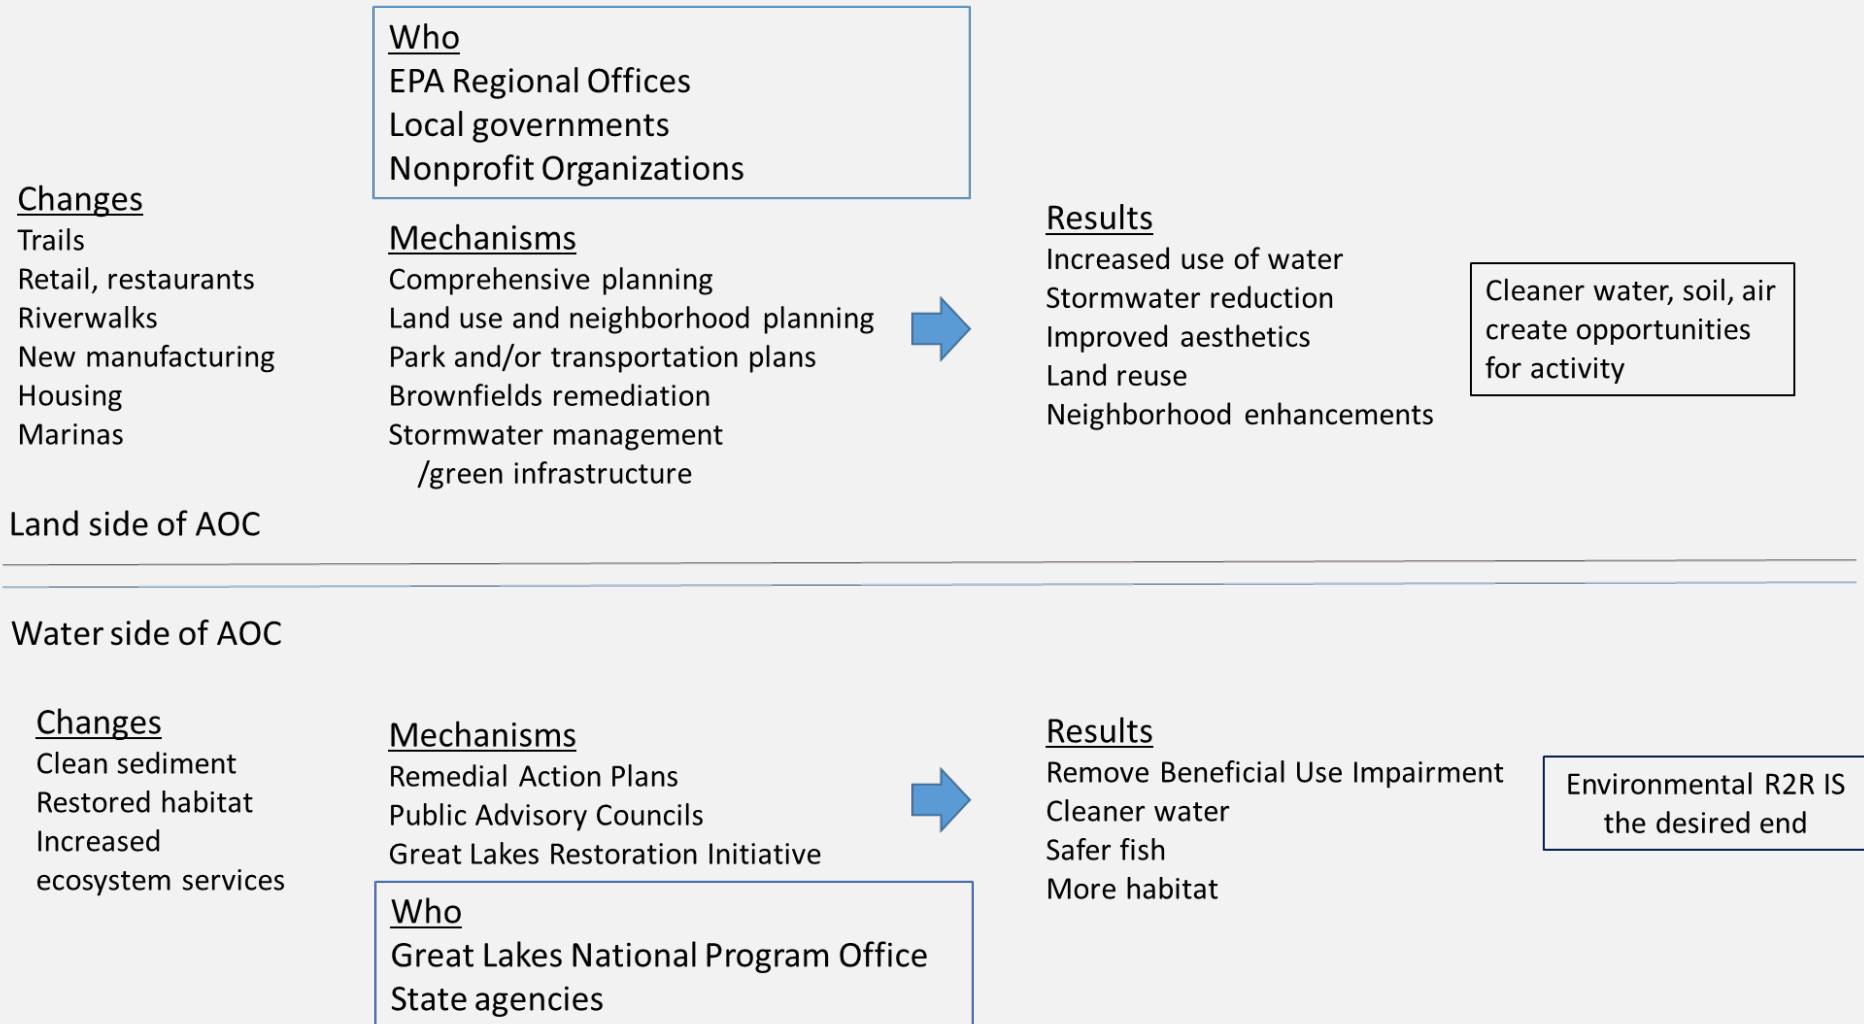 Who
EPA Regional Offices
Local governments
Nonprofit Organizations
Changes
Trails
Retail, restaurants
Riverwalks
New manufacturing
Housing
Marinas
Mechanisms
Comprehensive planning
Land use and neighborhood planning
Park and/or transportation plans
Brownfields remediation
Stormwater management
/green infrastructure
Results
Increased use of water
Stormwater reduction
Improved aesthetics
Land reuse
Neighborhood enhancements
Cleaner water, soil, air
create opportunities
for activity
Land side of AOC
Water side of AOC
Changes
Clean sediment
Restored habitat
Increased
ecosystem services
Mechanisms
Remedial Action Plans
Public Advisory Councils
Great Lakes Restoration Initiative
Who
Great Lakes National Program Office
State agencies
Results
Remove Beneficial Use Impairment
Cleaner water
Safer fish
More habitat
Environmental R2R IS
the desired end